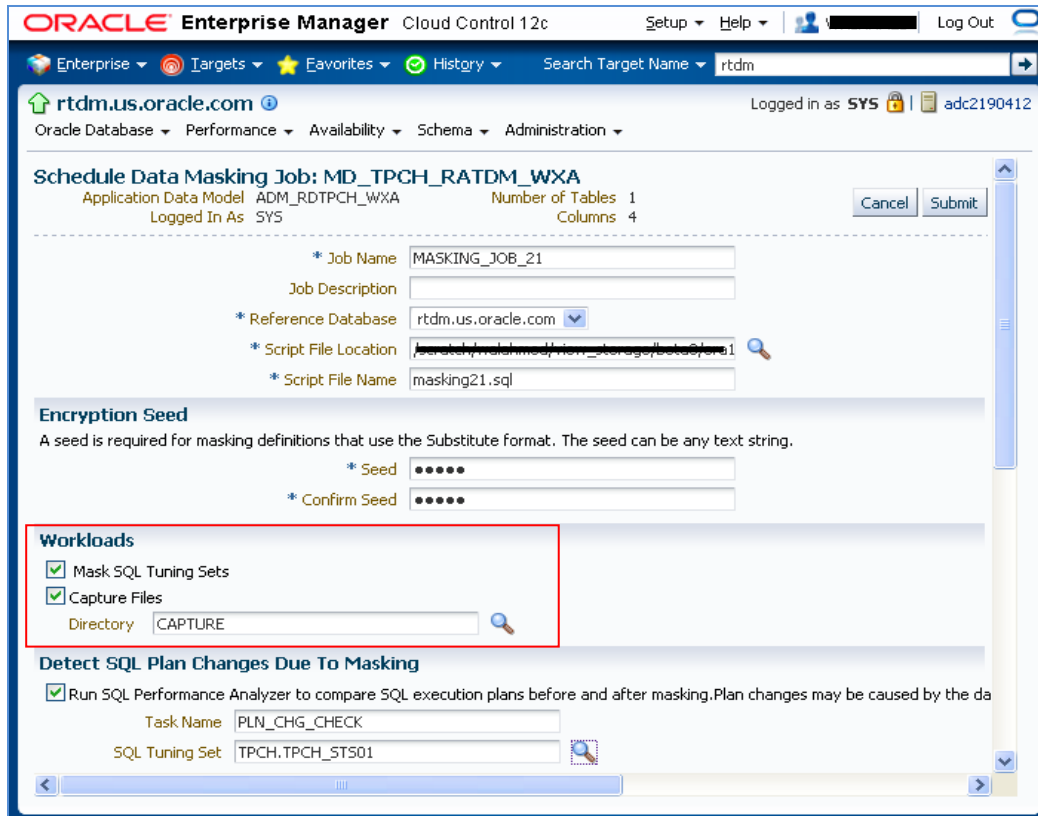 ORACLE Enterprise Manager Cloud Control 12c Setup Help Log Out
Enterprise Targets Favorites History Search Target Name rtdm
rtdm.us.oracle.com Logged in as SYS adc2190412
Oracle Database Performance Availability Schema Administration
Schedule Data Masking Job: MD_TPCH_RATDM_WXA
Application Data Model ADM_RDTPCH_WXA Number of Tables 1 Cancel Submit
Logged In As SYS Columns 4
* Job Name MASKING_JOB_21
Job Description
* Reference Database rtdm.us.oracle.com
* Script File Location
* Script File Name masking21.sql
Encryption Seed
A seed is required for masking definitions that use the Substitute format. The seed can be any text string.
* Seed •••••
* Confirm Seed •••••
Workloads
Mask SQL Tuning Sets
Capture Files
Directory CAPTURE
Detect SQL Plan Changes Due To Masking
Run SQL Performance Analyzer to compare SQL execution plans before and after masking.Plan changes may be caused by the da
Task Name PLN_CHG_CHECK
SQL Tuning Set TPCH.TPCH_STS01